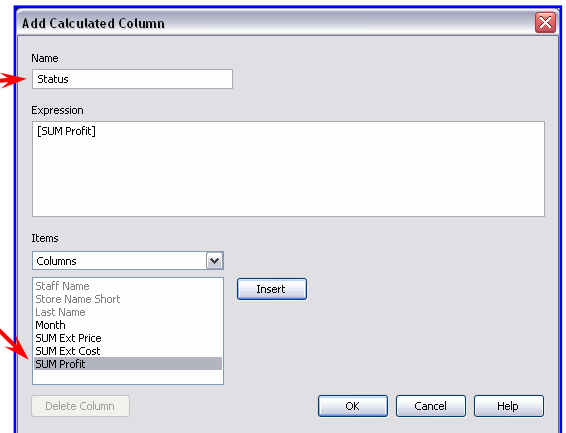 Add Calculated Column
Name
Status
Expression
[SUM Profit]
Items
Columns
Staff Name
Store Name Short
Last Name
Month
SUM Ext Price
SUM Ext Cost
SUM Profit
Insert
Delete Column
OK
Cancel
Help